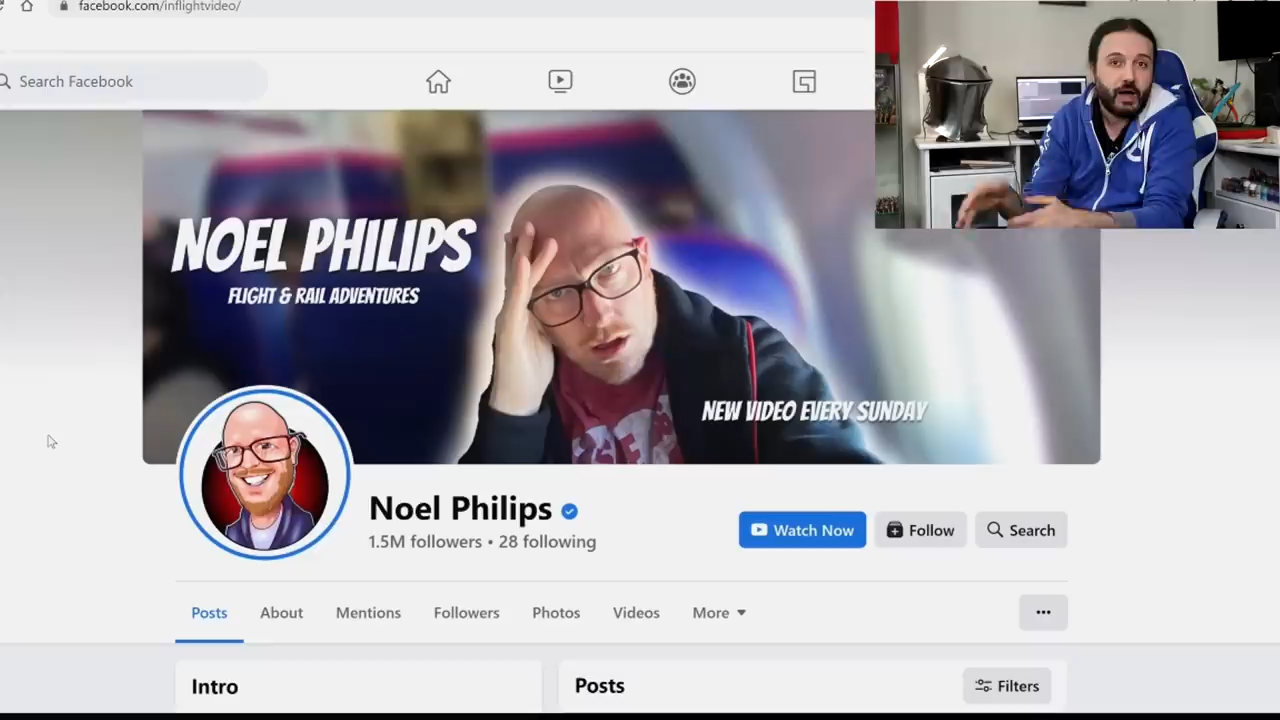 facebook.com/inflightvideo/
Search Facebook
NOEL PHILIPS
FLIGHT & RAIL ADVENTURES
NEW VIDEO EVERY SUNDAY
Noel Philips
1.5M followers • 28 following
Watch Now
Follow
Search
Posts
About
Mentions
Followers
Photos
Videos
More
Intro
Posts
Filters